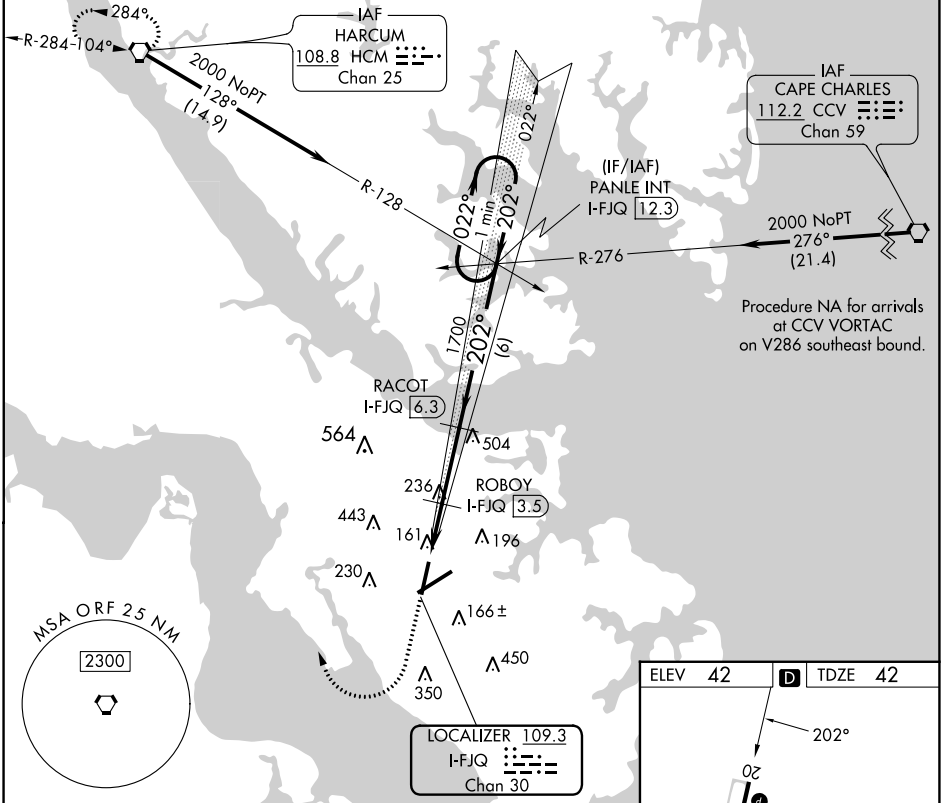 284°
R-284-104°
IAF
HARCUM
108.8 HCM
Chan 25
2000 NoPT
128°
(14.9)
R-128
022°
IAF
CAPE CHARLES
112.2 CCV
Chan 59
(IF/IAF)
PANLE INT
I-FJQ 12.3
022°
1 min
202°
2000 NoPT
276°
(21.4)
R-276
Procedure NA for arrivals
at CCV VORTAC
on V286 southeast bound.
1700
202°
(6)
RACOT
I-FJQ 6.3
564
504
236
ROBOY
I-FJQ 3.5
443
161
196
230
166±
450
350
MSA ORF 25 NM
2300
LOCALIZER 109.3
I-FJQ
Chan 30
ELEV 42 D TDZE 42
202°
20